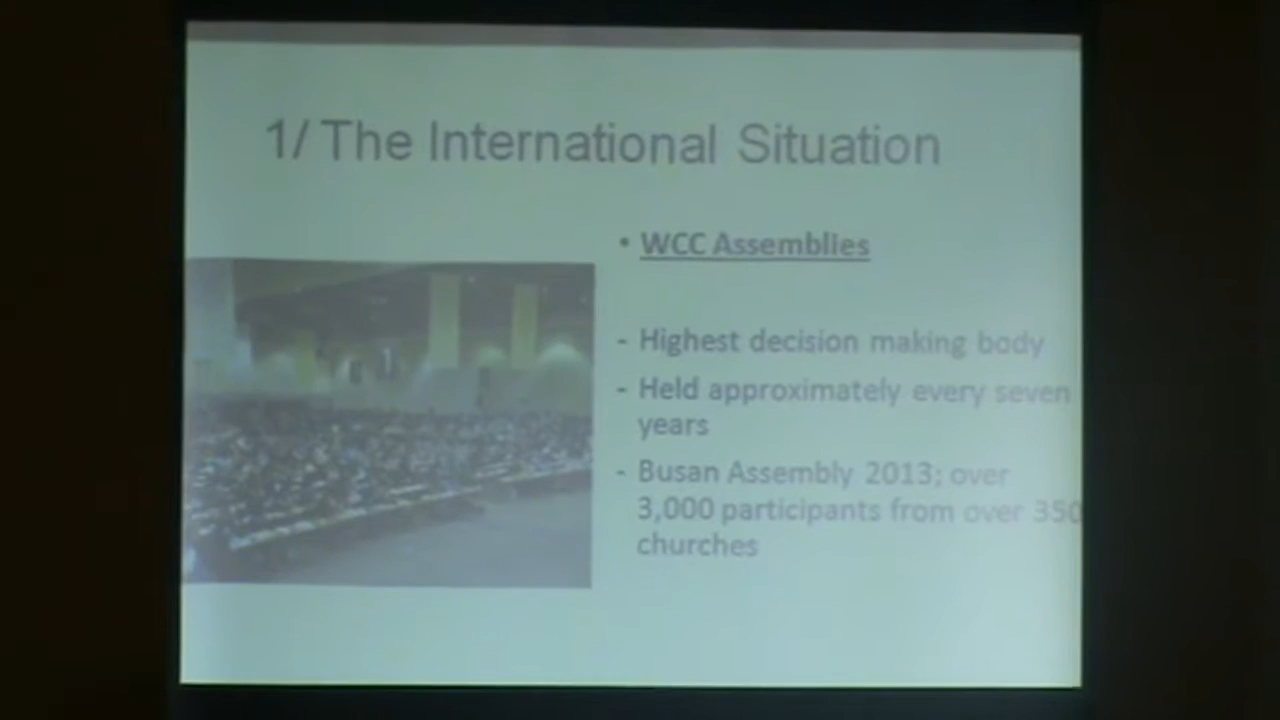 1/ The International Situation
• WCC Assemblies
- Highest decision making body
- Held approximately every seven
years
- Busan Assembly 2013; over
3,000 participants from over 350
churches